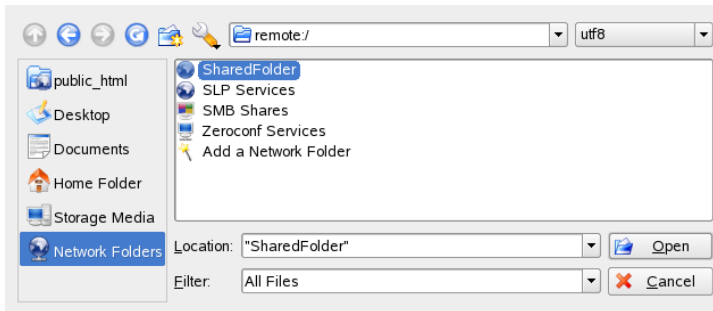 remote:/ utf8
public_html
Desktop
Documents
Home Folder
Storage Media
Network Folders
SharedFolder
SLP Services
SMB Shares
Zeroconf Services
Add a Network Folder
Location: "SharedFolder" Open
Filter: All Files Cancel